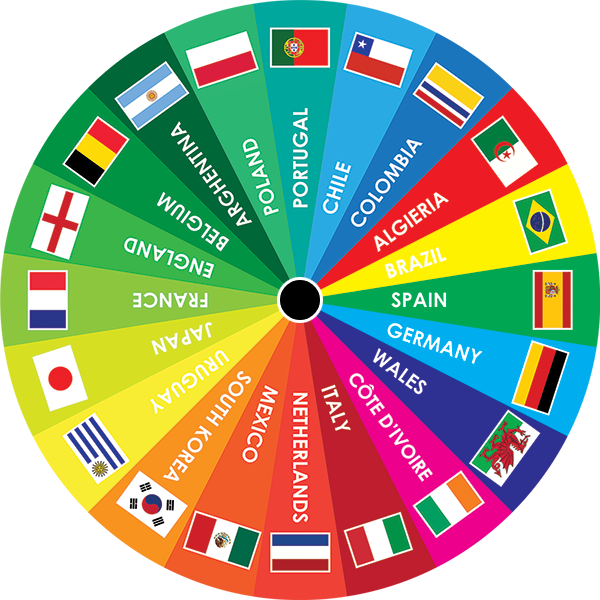 PORTUGAL
CHILE
COLOMBIA
ALGIERIA
BRAZIL
SPAIN
GERMANY
WALES
CÔTE D'IVOIRE
ITALY
NETHERLANDS
MEXICO
SOUTH KOREA
URUGUAY
JAPAN
FRANCE
ENGLAND
BELGIUM
ARGHENTINA
POLAND